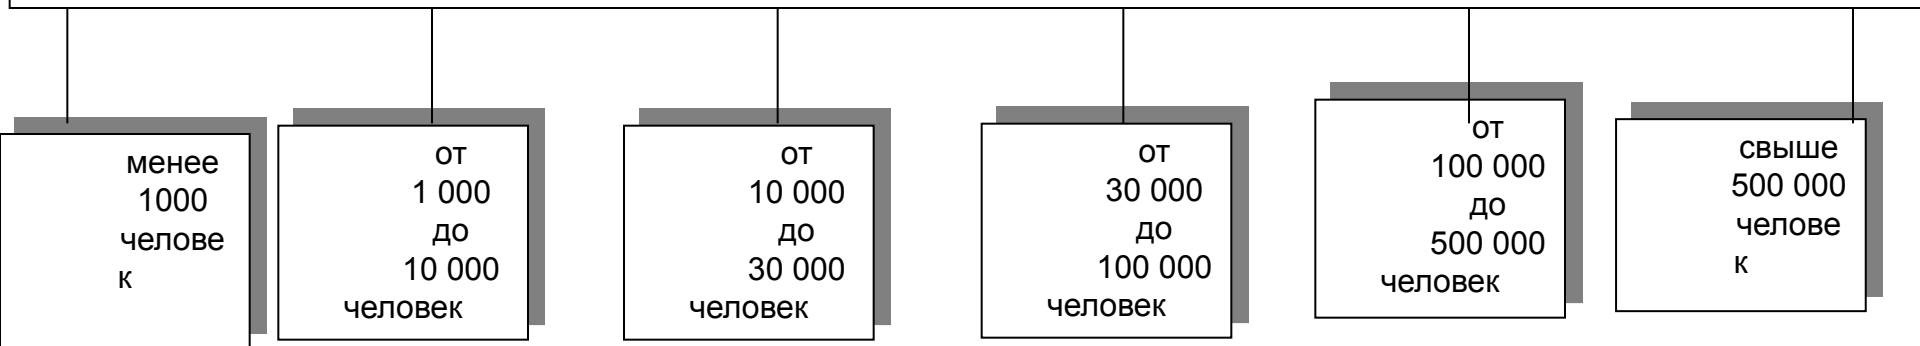 менее
1000
челове
к
от
1 000
до
10 000
человек
от
10 000
до
30 000
человек
от
30 000
до
100 000
человек
от
100 000
до
500 000
человек
свыше
500 000
челове
к